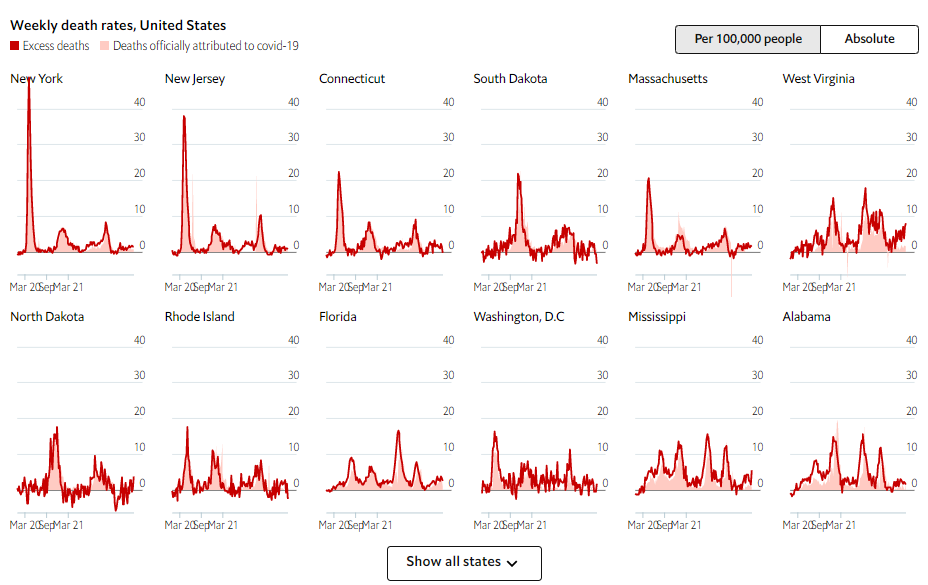 Weekly death rates, United States
Excess deaths Deaths officially attributed to covid-19
Per 100,000 people Absolute
New York New Jersey Connecticut South Dakota Massachusetts West Virginia
40 40 40 40 40 40
30 30 30 30 30 30
20 20 20 20 20 20
10 10 10 10 10 10
0 0 0 0 0 0
Mar 20 Sep Mar 21 Mar 20 Sep Mar 21 Mar 20 Sep Mar 21 Mar 20 Sep Mar 21 Mar 20 Sep Mar 21 Mar 20 Sep Mar 21
North Dakota Rhode Island Florida Washington, D.C Mississippi Alabama
40 40 40 40 40 40
30 30 30 30 30 30
20 20 20 20 20 20
10 10 10 10 10 10
0 0 0 0 0 0
Mar 20 Sep Mar 21 Mar 20 Sep Mar 21 Mar 20 Sep Mar 21 Mar 20 Sep Mar 21 Mar 20 Sep Mar 21 Mar 20 Sep Mar 21
Show all states